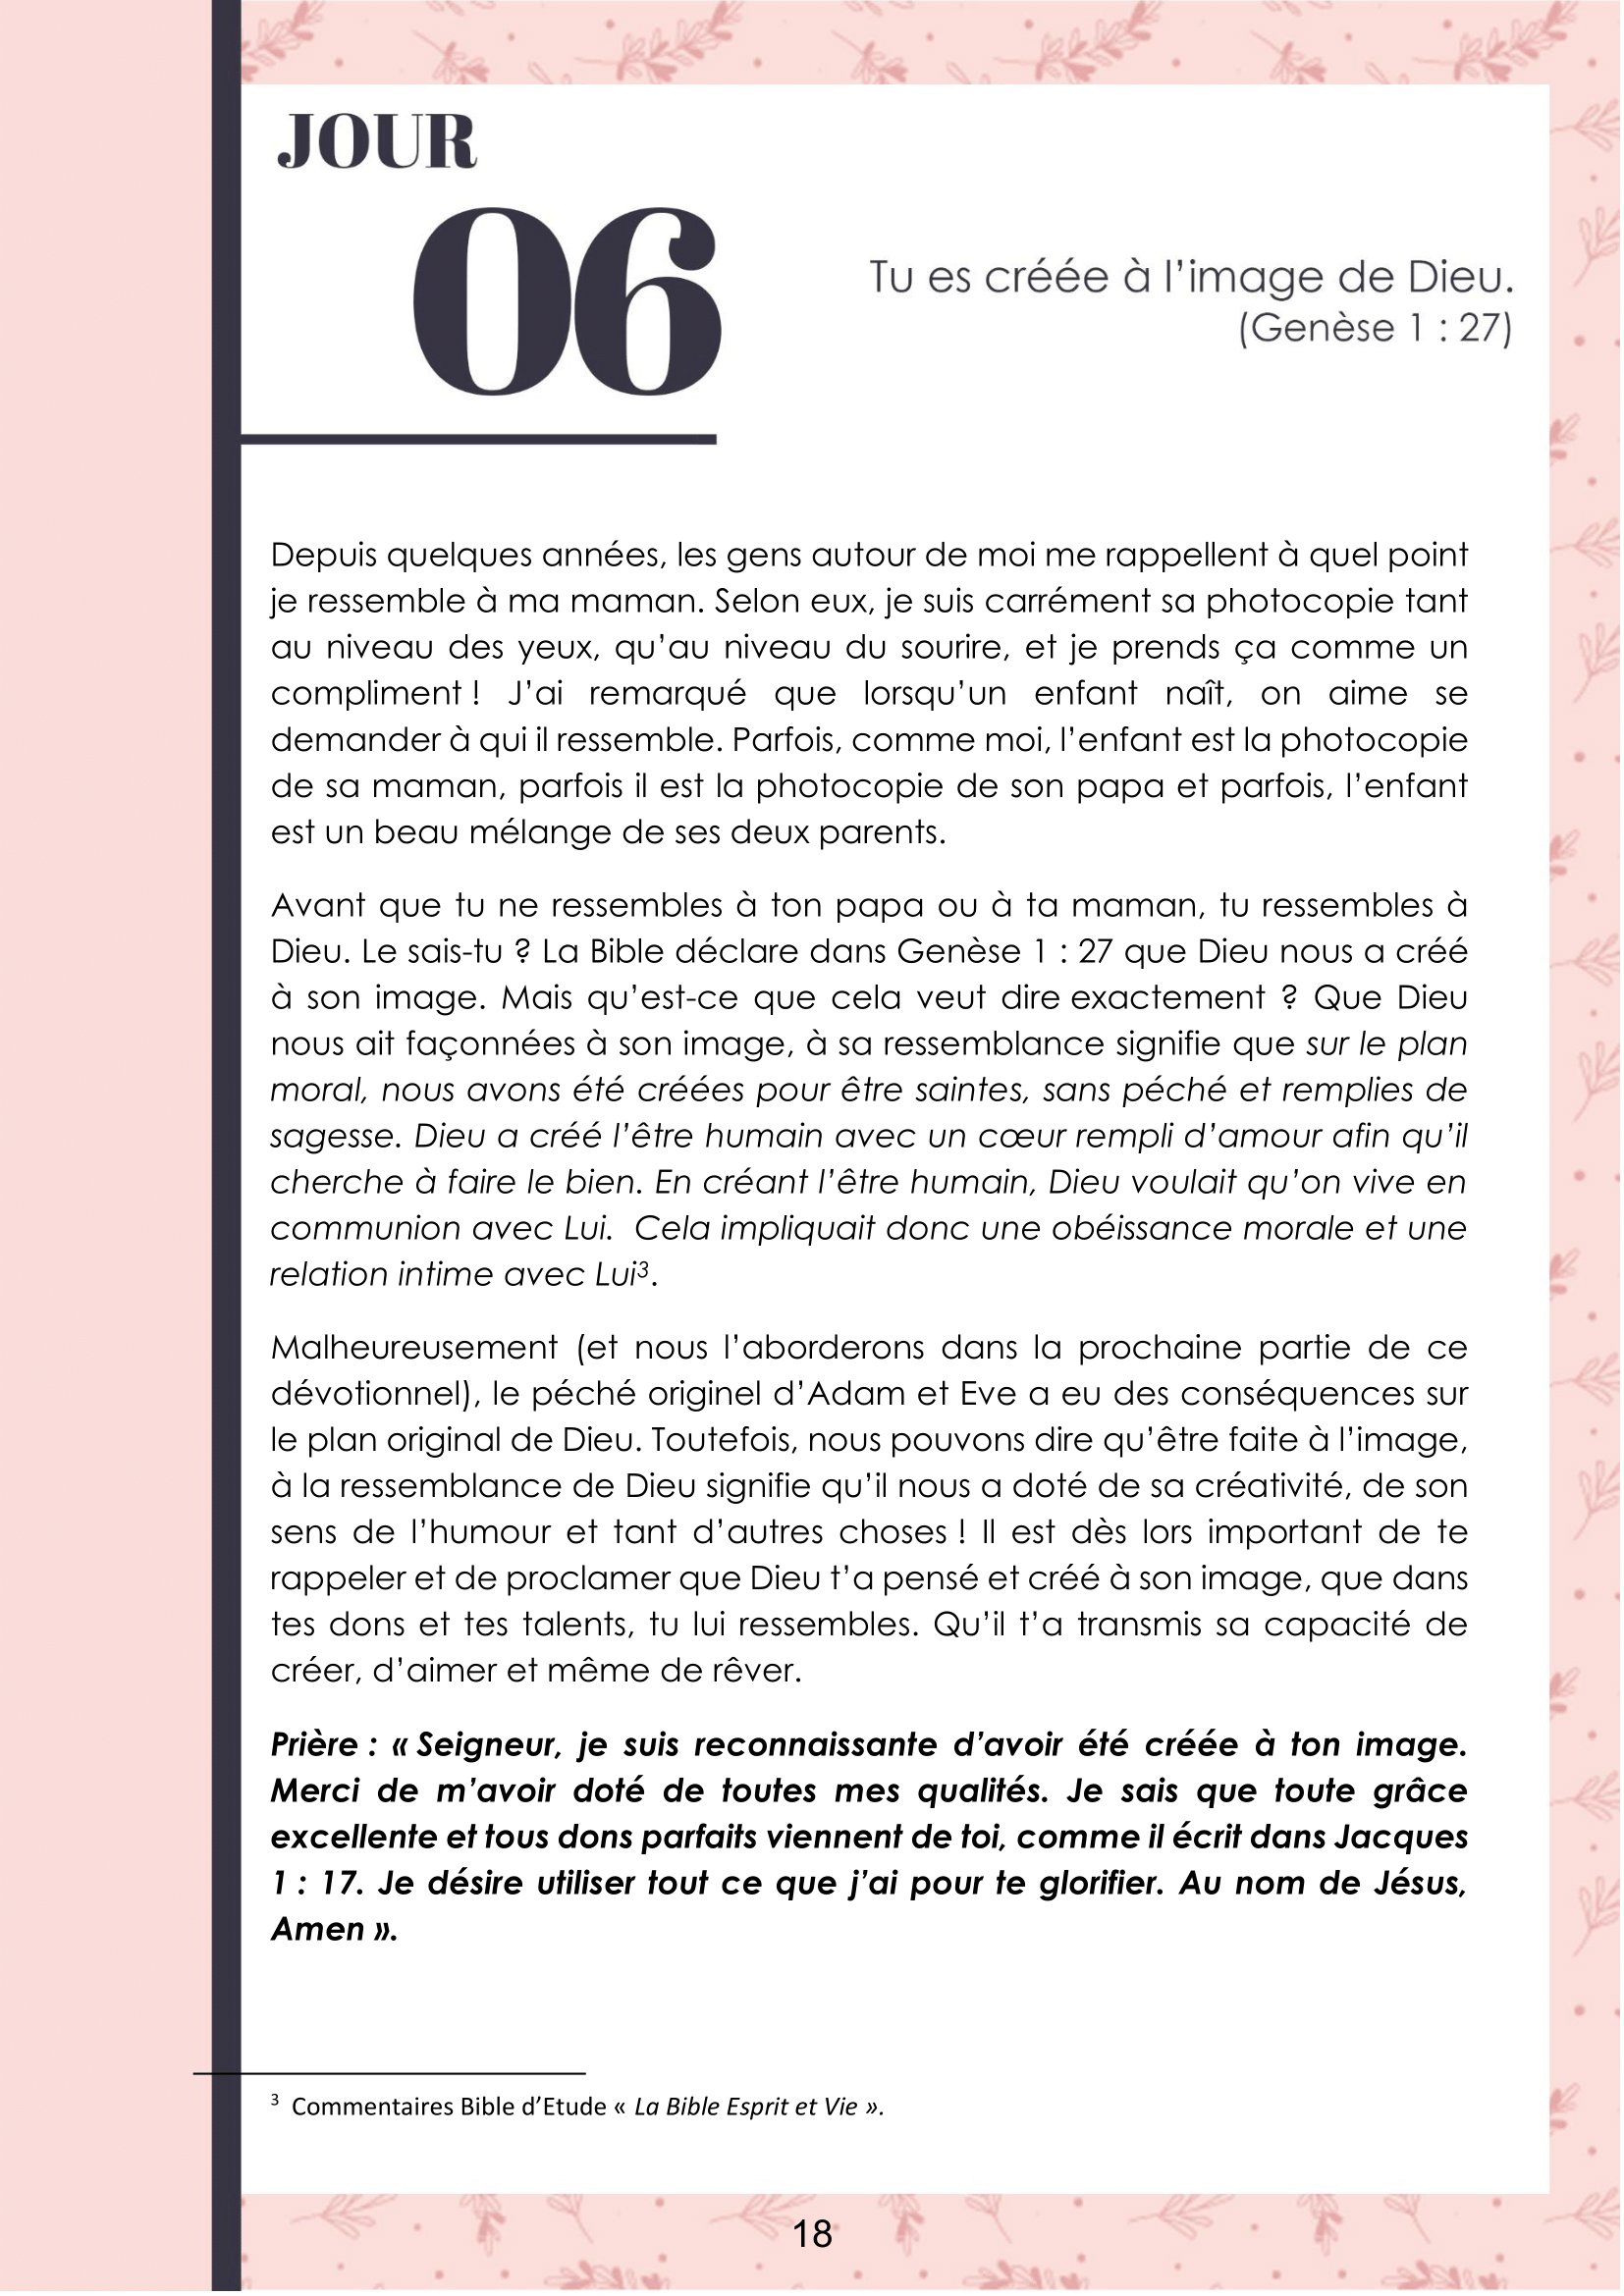 JOUR
06
Tu es créée à l’image de Dieu.
(Genèse 1 : 27)
Depuis quelques années, les gens autour de moi me rappellent à quel point
je ressemble à ma maman. Selon eux, je suis carrément sa photocopie tant
au niveau des yeux, qu’au niveau du sourire, et je prends ça comme un
compliment ! J’ai remarqué que lorsqu’un enfant naît, on aime se
demander à qui il ressemble. Parfois, comme moi, l’enfant est la photocopie
de sa maman, parfois il est la photocopie de son papa et parfois, l’enfant
est un beau mélange de ses deux parents.
Avant que tu ne ressembles à ton papa ou à ta maman, tu ressembles à
Dieu. Le sais-tu ? La Bible déclare dans Genèse 1 : 27 que Dieu nous a créé
à son image. Mais qu’est-ce que cela veut dire exactement ? Que Dieu
nous ait façonnées à son image, à sa ressemblance signifie que sur le plan
moral, nous avons été créées pour être saintes, sans péché et remplies de
sagesse. Dieu a créé l’être humain avec un cœur rempli d’amour afin qu’il
cherche à faire le bien. En créant l’être humain, Dieu voulait qu’on vive en
communion avec Lui. Cela impliquait donc une obéissance morale et une
relation intime avec Lui³.
Malheureusement (et nous l’aborderons dans la prochaine partie de ce
dévotionnel), le péché originel d’Adam et Eve a eu des conséquences sur
le plan original de Dieu. Toutefois, nous pouvons dire qu’être faite à l’image,
à la ressemblance de Dieu signifie qu’il nous a doté de sa créativité, de son
sens de l’humour et tant d’autres choses ! Il est dès lors important de te
rappeler et de proclamer que Dieu t’a pensé et créé à son image, que dans
tes dons et tes talents, tu lui ressembles. Qu’il t’a transmis sa capacité de
créer, d’aimer et même de rêver.
Prière : « Seigneur, je suis reconnaissante d’avoir été créée à ton image.
Merci de m’avoir doté de toutes mes qualités. Je sais que toute grâce
excellente et tous dons parfaits viennent de toi, comme il écrit dans Jacques
1 : 17. Je désire utiliser tout ce que j’ai pour te glorifier. Au nom de Jésus,
Amen ».
³ Commentaires Bible d’Etude « La Bible Esprit et Vie ».
18